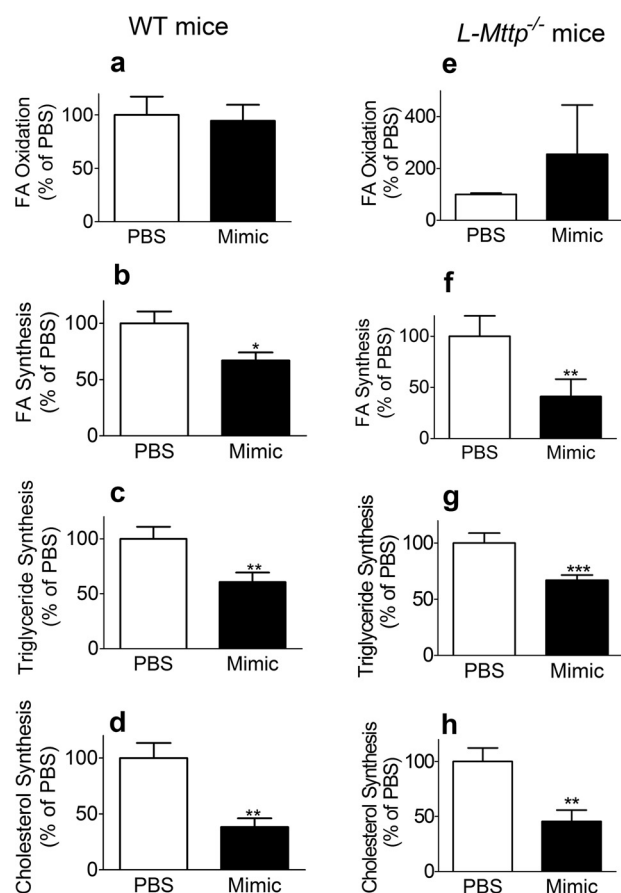 WT mice
L-Mttp-/- mice
a
FA Oxidation
(% of PBS)
100
50
0
PBS Mimic
e
FA Oxidation
(% of PBS)
400
200
0
PBS Mimic
b
FA Synthesis
(% of PBS)
100
50
0
*
PBS Mimic
f
FA Synthesis
(% of PBS)
100
50
0
**
PBS Mimic
c
Triglyceride Synthesis
(% of PBS)
100
50
0
**
PBS Mimic
g
Triglyceride Synthesis
(% of PBS)
100
50
0
***
PBS Mimic
d
Cholesterol Synthesis
(% of PBS)
100
50
0
**
PBS Mimic
h
Cholesterol Synthesis
(% of PBS)
100
50
0
**
PBS Mimic